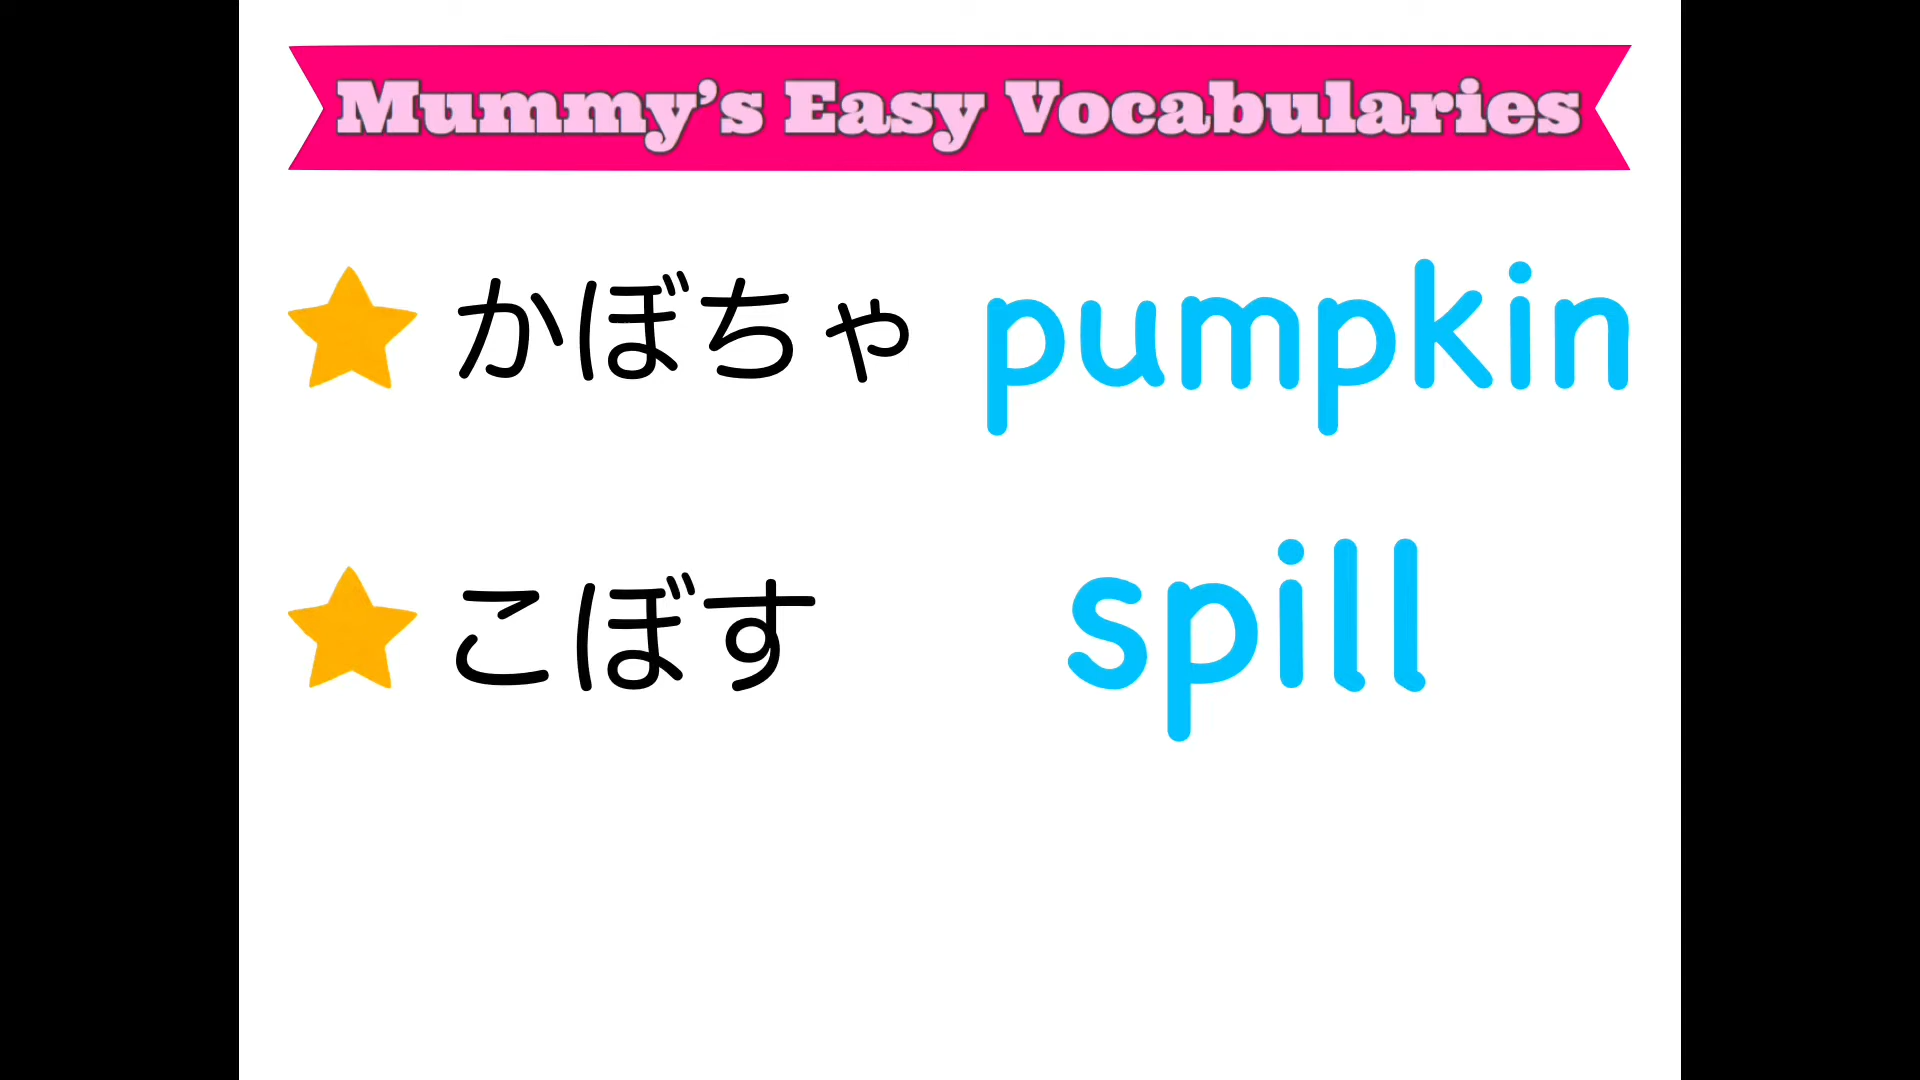 Mummy’s Easy Vocabularies
かぼちゃ pumpkin
こぼす spill